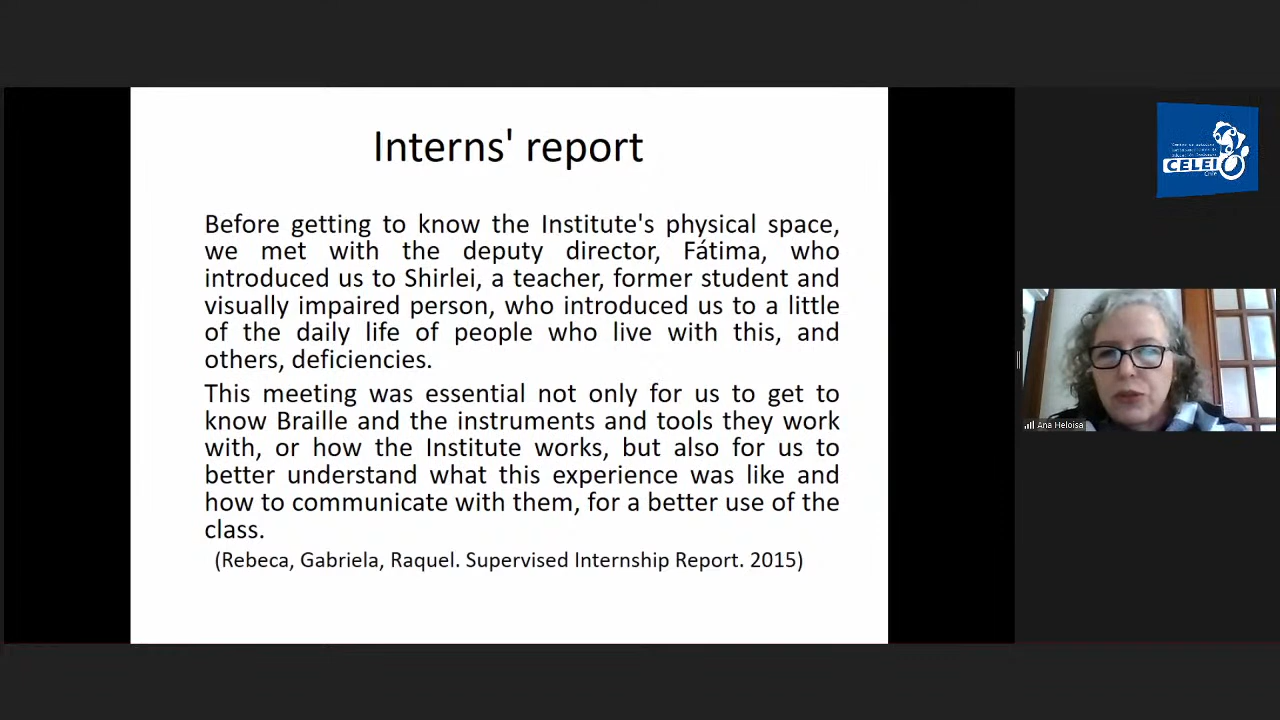 Interns' report
Before getting to know the Institute's physical space,
we met with the deputy director, Fátima, who
introduced us to Shirlei, a teacher, former student and
visually impaired person, who introduced us to a little
of the daily life of people who live with this, and
others, deficiencies.
This meeting was essential not only for us to get to
know Braille and the instruments and tools they work
with, or how the Institute works, but also for us to
better understand what this experience was like and
how to communicate with them, for a better use of the
class.
(Rebeca, Gabriela, Raquel. Supervised Internship Report. 2015)
CELEI
Chile
Ana Heloisa